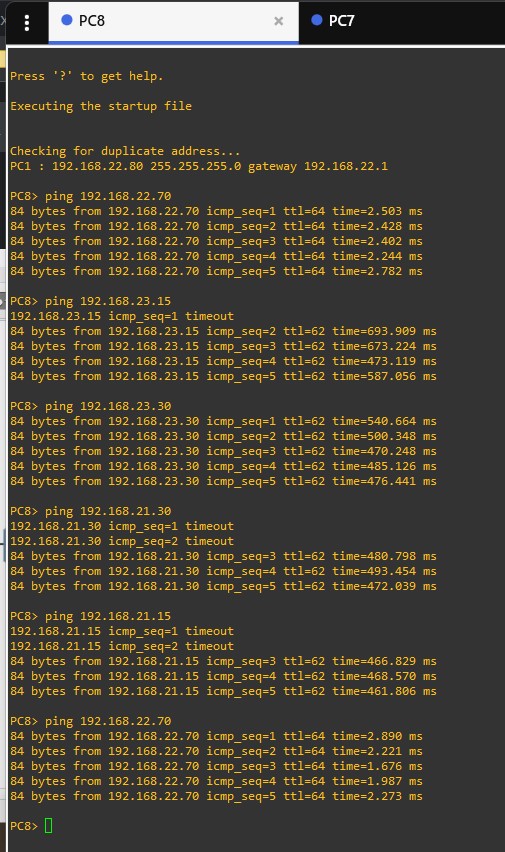 PC8
PC7
Press '?' to get help.
Executing the startup file
Checking for duplicate address...
PC1 : 192.168.22.80 255.255.255.0 gateway 192.168.22.1
PC8> ping 192.168.22.70
84 bytes from 192.168.22.70 icmp_seq=1 ttl=64 time=2.503 ms
84 bytes from 192.168.22.70 icmp_seq=2 ttl=64 time=2.428 ms
84 bytes from 192.168.22.70 icmp_seq=3 ttl=64 time=2.402 ms
84 bytes from 192.168.22.70 icmp_seq=4 ttl=64 time=2.244 ms
84 bytes from 192.168.22.70 icmp_seq=5 ttl=64 time=2.782 ms
PC8> ping 192.168.23.15
192.168.23.15 icmp_seq=1 timeout
84 bytes from 192.168.23.15 icmp_seq=2 ttl=62 time=693.909 ms
84 bytes from 192.168.23.15 icmp_seq=3 ttl=62 time=673.224 ms
84 bytes from 192.168.23.15 icmp_seq=4 ttl=62 time=473.119 ms
84 bytes from 192.168.23.15 icmp_seq=5 ttl=62 time=587.056 ms
PC8> ping 192.168.23.30
84 bytes from 192.168.23.30 icmp_seq=1 ttl=62 time=540.664 ms
84 bytes from 192.168.23.30 icmp_seq=2 ttl=62 time=500.348 ms
84 bytes from 192.168.23.30 icmp_seq=3 ttl=62 time=470.248 ms
84 bytes from 192.168.23.30 icmp_seq=4 ttl=62 time=485.126 ms
84 bytes from 192.168.23.30 icmp_seq=5 ttl=62 time=476.441 ms
PC8> ping 192.168.21.30
192.168.21.30 icmp_seq=1 timeout
192.168.21.30 icmp_seq=2 timeout
84 bytes from 192.168.21.30 icmp_seq=3 ttl=62 time=480.798 ms
84 bytes from 192.168.21.30 icmp_seq=4 ttl=62 time=493.454 ms
84 bytes from 192.168.21.30 icmp_seq=5 ttl=62 time=472.039 ms
PC8> ping 192.168.21.15
192.168.21.15 icmp_seq=1 timeout
192.168.21.15 icmp_seq=2 timeout
84 bytes from 192.168.21.15 icmp_seq=3 ttl=62 time=466.829 ms
84 bytes from 192.168.21.15 icmp_seq=4 ttl=62 time=468.570 ms
84 bytes from 192.168.21.15 icmp_seq=5 ttl=62 time=461.806 ms
PC8> ping 192.168.22.70
84 bytes from 192.168.22.70 icmp_seq=1 ttl=64 time=2.890 ms
84 bytes from 192.168.22.70 icmp_seq=2 ttl=64 time=2.221 ms
84 bytes from 192.168.22.70 icmp_seq=3 ttl=64 time=1.676 ms
84 bytes from 192.168.22.70 icmp_seq=4 ttl=64 time=1.987 ms
84 bytes from 192.168.22.70 icmp_seq=5 ttl=64 time=2.273 ms
PC8>